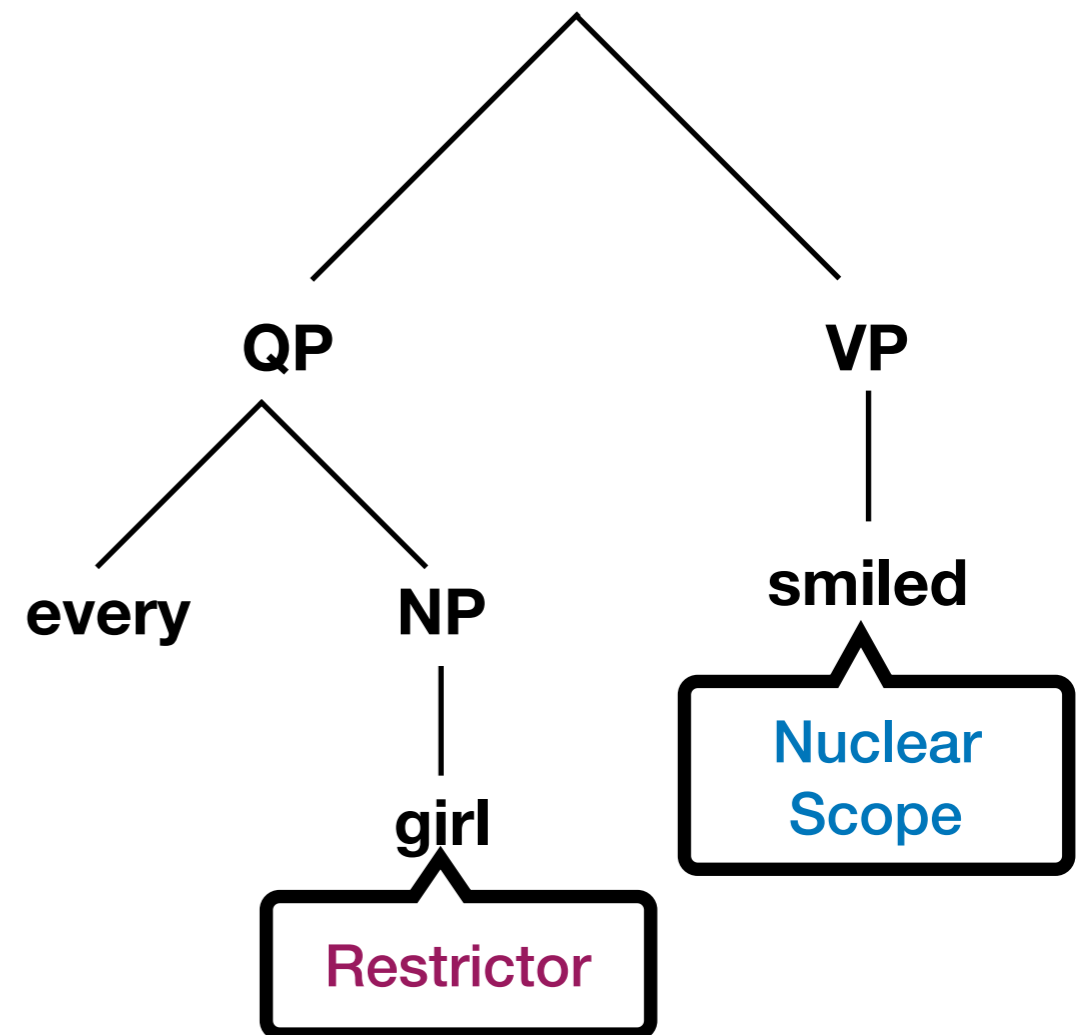 QP
VP
every
NP
smiled
girl
Nuclear
Scope
Restrictor